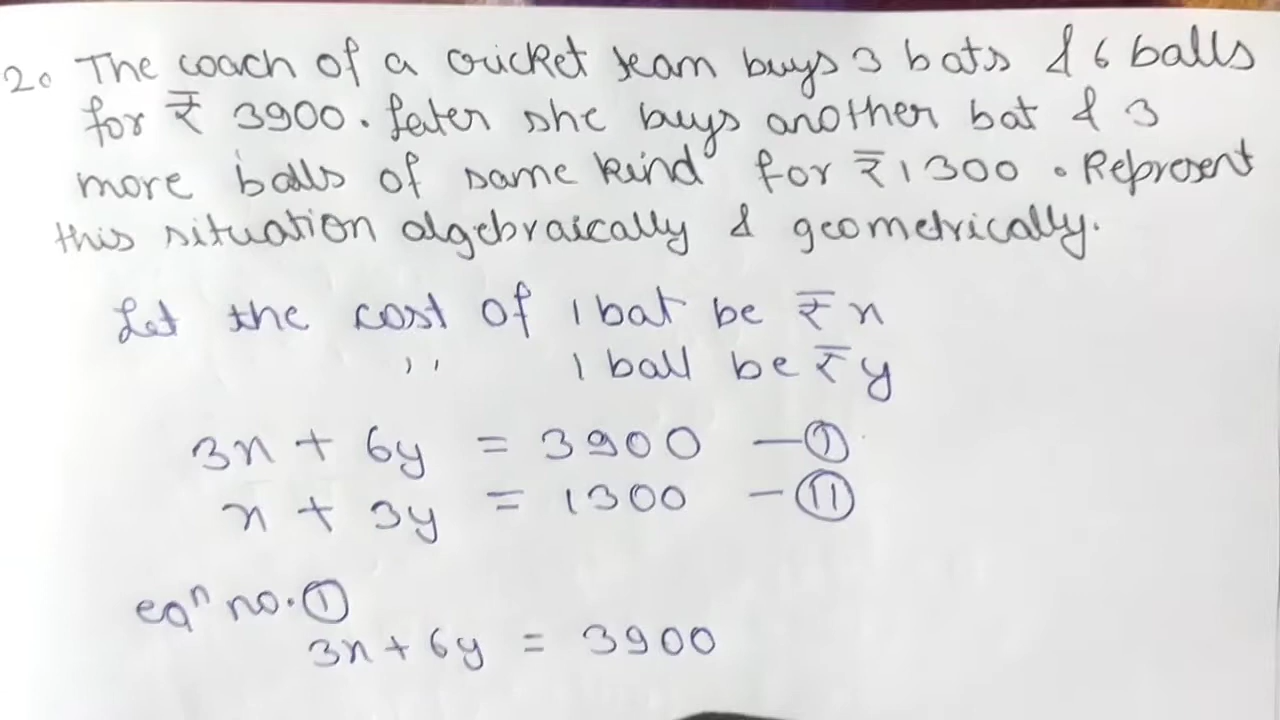 2. The coach of a cricket team buys 3 bats & 6 balls
for ₹ 3900. Later she buys another bat & 3
more balls of same kind for ₹1300. Represent
this situation algebraically & geometrically.
Let the cost of 1 bat be ₹ x
,, 1 ball be ₹ y
3x + 6y = 3900 — Ⓘ
x + 3y = 1300 — ⓘⓘ
eqⁿ no. Ⓘ
3x + 6y = 3900